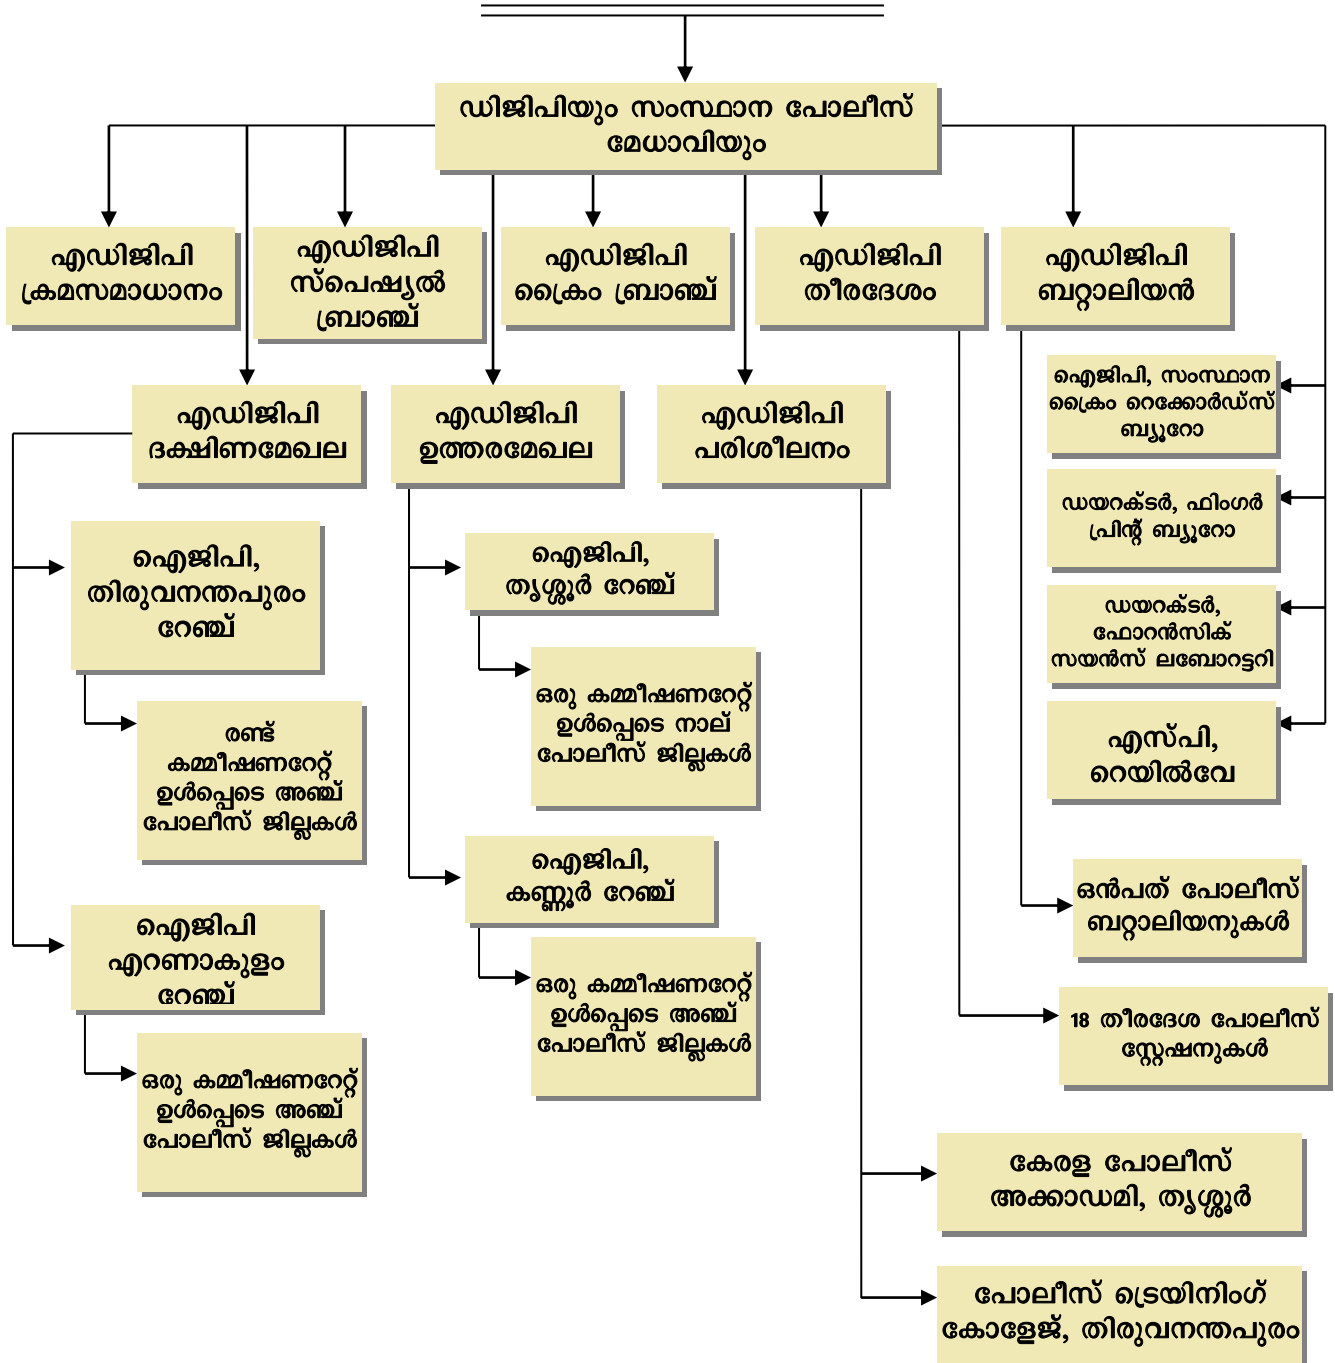 ഡിജിപിയും സംസ്ഥാന പോലീസ്
മേധാവിയും
എഡിജിപി
ക്രമസമാധാനം
എഡിജിപി
സ്പെഷ്യൽ
ബ്രാഞ്ച്
എഡിജിപി
ക്രൈം ബ്രാഞ്ച്
എഡിജിപി
തീരദേശം
എഡിജിപി
ബറ്റാലിയൻ
എഡിജിപി
ദക്ഷിണമേഖല
എഡിജിപി
ഉത്തരമേഖല
എഡിജിപി
പരിശീലനം
ഐജിപി, സംസ്ഥാന
ക്രൈം റെക്കോർഡ്സ്
ബ്യൂറോ
ഡയറക്ടർ, ഫിംഗർ
പ്രിന്റ് ബ്യൂറോ
ഡയറക്ടർ,
ഫോറൻസിക്
സയൻസ് ലബോറട്ടറി
എസ്പി,
റെയിൽവേ
ഐജിപി,
തിരുവനന്തപുരം
റേഞ്ച്
രണ്ട്
കമ്മീഷണറേറ്റ്
ഉൾപ്പെടെ അഞ്ച്
പോലീസ് ജില്ലകൾ
ഐജിപി
എറണാകുളം
റേഞ്ച്
ഒരു കമ്മീഷണറേറ്റ്
ഉൾപ്പെടെ അഞ്ച്
പോലീസ് ജില്ലകൾ
ഐജിപി,
തൃശ്ശൂർ റേഞ്ച്
ഒരു കമ്മീഷണറേറ്റ്
ഉൾപ്പെടെ നാല്
പോലീസ് ജില്ലകൾ
ഐജിപി,
കണ്ണൂർ റേഞ്ച്
ഒരു കമ്മീഷണറേറ്റ്
ഉൾപ്പെടെ അഞ്ച്
പോലീസ് ജില്ലകൾ
ഒൻപത് പോലീസ്
ബറ്റാലിയനുകൾ
18 തീരദേശ പോലീസ്
സ്റ്റേഷനുകൾ
കേരള പോലീസ്
അക്കാഡമി, തൃശ്ശൂർ
പോലീസ് ട്രെയിനിംഗ്
കോളേജ്, തിരുവനന്തപുരം